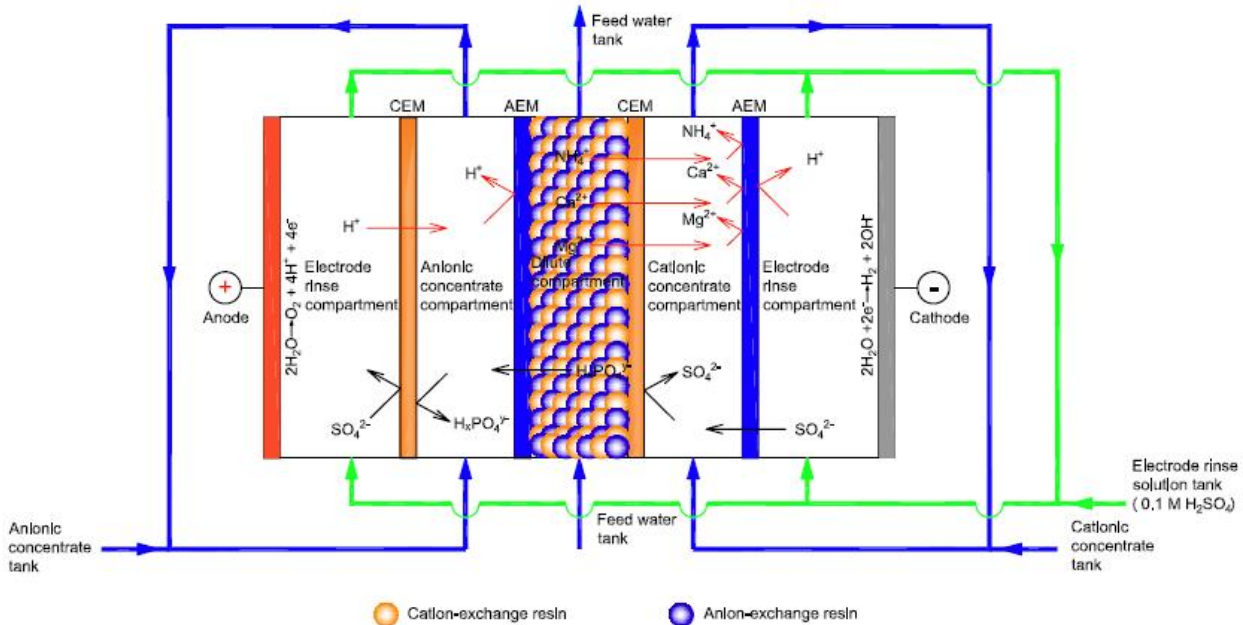 Feed water
tank
CEM
AEM
CEM
AEM
NH₄⁺
NH₄⁺
H⁺
Ca²⁺
H⁺
Ca²⁺
H⁺
Mg²⁺
Mg²⁺
2H₂O→O₂ + 4H⁺ + 4e⁻
Electrode
rinse
compartment
Anionic
concentrate
compartment
Dilute
compartment
Cationic
concentrate
compartment
Electrode
rinse
compartment
2H₂O +2e⁻→H₂ + 2OH⁻
+
Anode
-
Cathode
SO₄²⁻
HₓPO₄ʸ⁻
SO₄²⁻
SO₄²⁻
Electrode rinse
solution tank
( 0.1 M H₂SO₄)
Anionic
concentrate
tank
Feed water
tank
Cationic
concentrate
tank
Cation-exchange resin
Anion-exchange resin